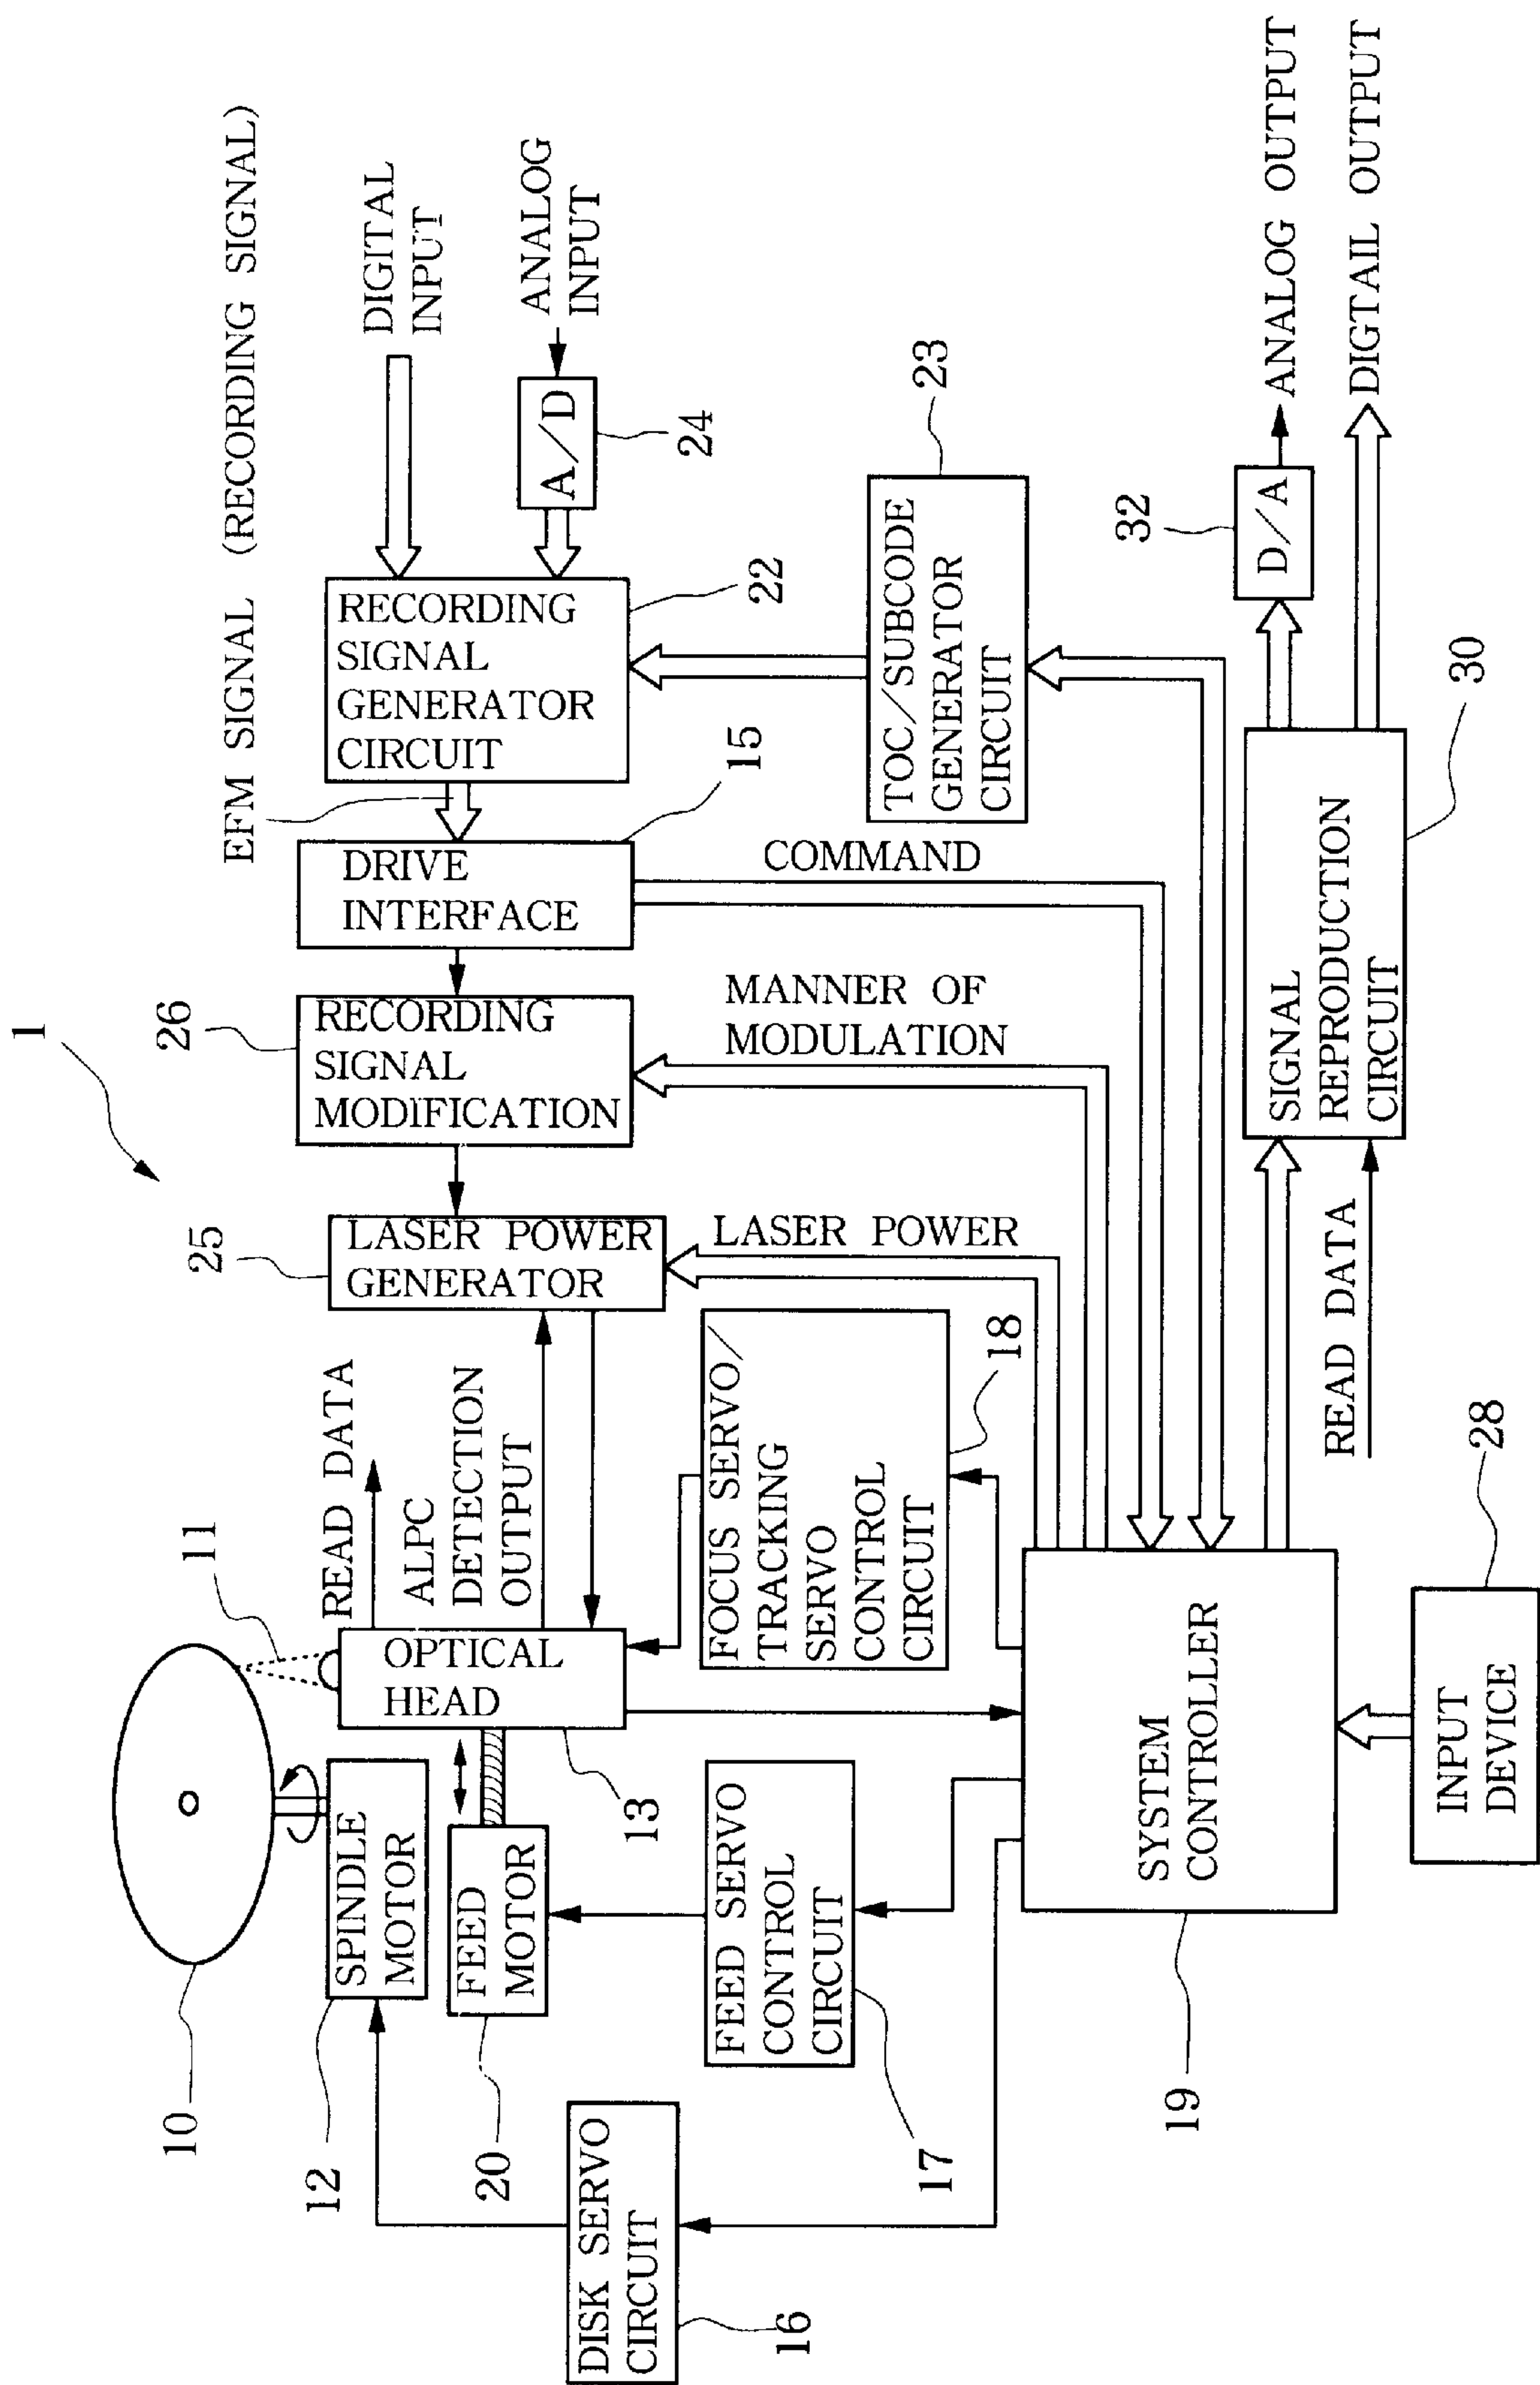 1
EFM SIGNAL (RECORDING SIGNAL)
10
11
READ DATA
12
SPINDLE
MOTOR
OPTICAL
HEAD
ALPC
DETECTION
OUTPUT
25
LASER POWER
GENERATOR
26
RECORDING
SIGNAL
MODIFICATION
DRIVE
INTERFACE
RECORDING
SIGNAL
GENERATOR
CIRCUIT
DIGITAL
INPUT
ANALOG
INPUT
A/D
24
20
FEED
MOTOR
13
15
22
16
DISK SERVO
CIRCUIT
17
FEED SERVO
CONTROL
CIRCUIT
18
FOCUS SERVO/
TRACKING
SERVO
CONTROL
CIRCUIT
LASER POWER
MANNER OF
MODULATION
COMMAND
23
TOC/SUBCODE
GENERATOR
CIRCUIT
19
SYSTEM
CONTROLLER
32
D/A
ANALOG OUTPUT
SIGNAL
REPRODUCTION
CIRCUIT
DIGTAIL OUTPUT
READ DATA
30
INPUT
DEVICE
28